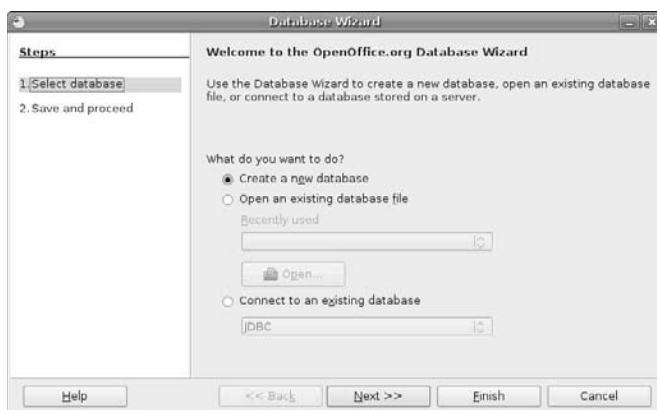 Database Wizard
Steps
1.Select database
2.Save and proceed
Welcome to the OpenOffice.org Database Wizard
Use the Database Wizard to create a new database, open an existing database
file, or connect to a database stored on a server.
What do you want to do?
Create a new database
Open an existing database file
Recently used
Open...
Connect to an existing database
JDBC
Help
<< Back
Next >>
Finish
Cancel